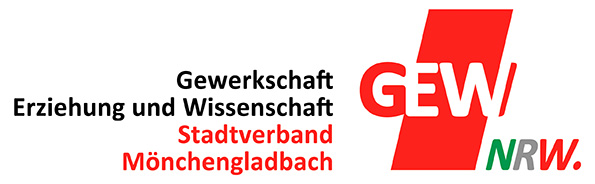 Gewerkschaft
Erziehung und Wissenschaft
Stadtverband
Mönchengladbach
GEW
NRW.